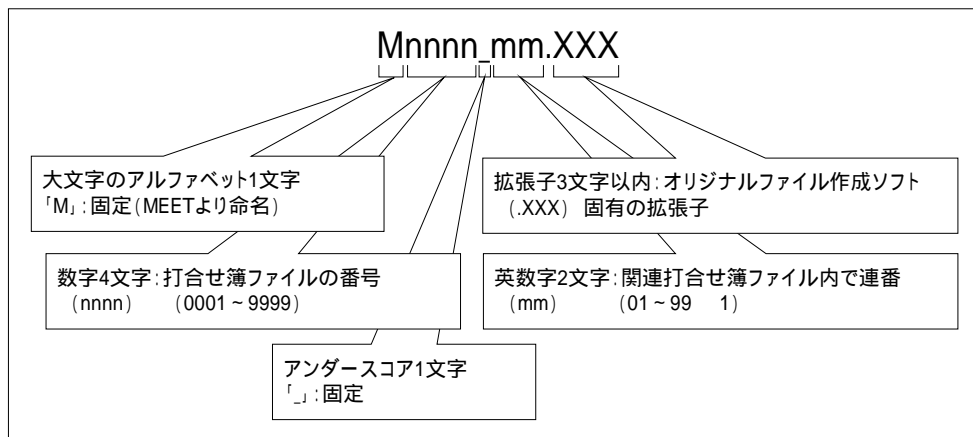 Mnnnn_mm.XXX
大文字のアルファベット1文字
「M」:固定(MEETより命名)
拡張子3文字以内:オリジナルファイル作成ソフト
(.XXX) 固有の拡張子
数字4文字:打合せ簿ファイルの番号
(nnnn) (0001~9999)
英数字2文字:関連打合せ簿ファイル内で連番
(mm) (01~99 1)
アンダースコア1文字
「_」:固定